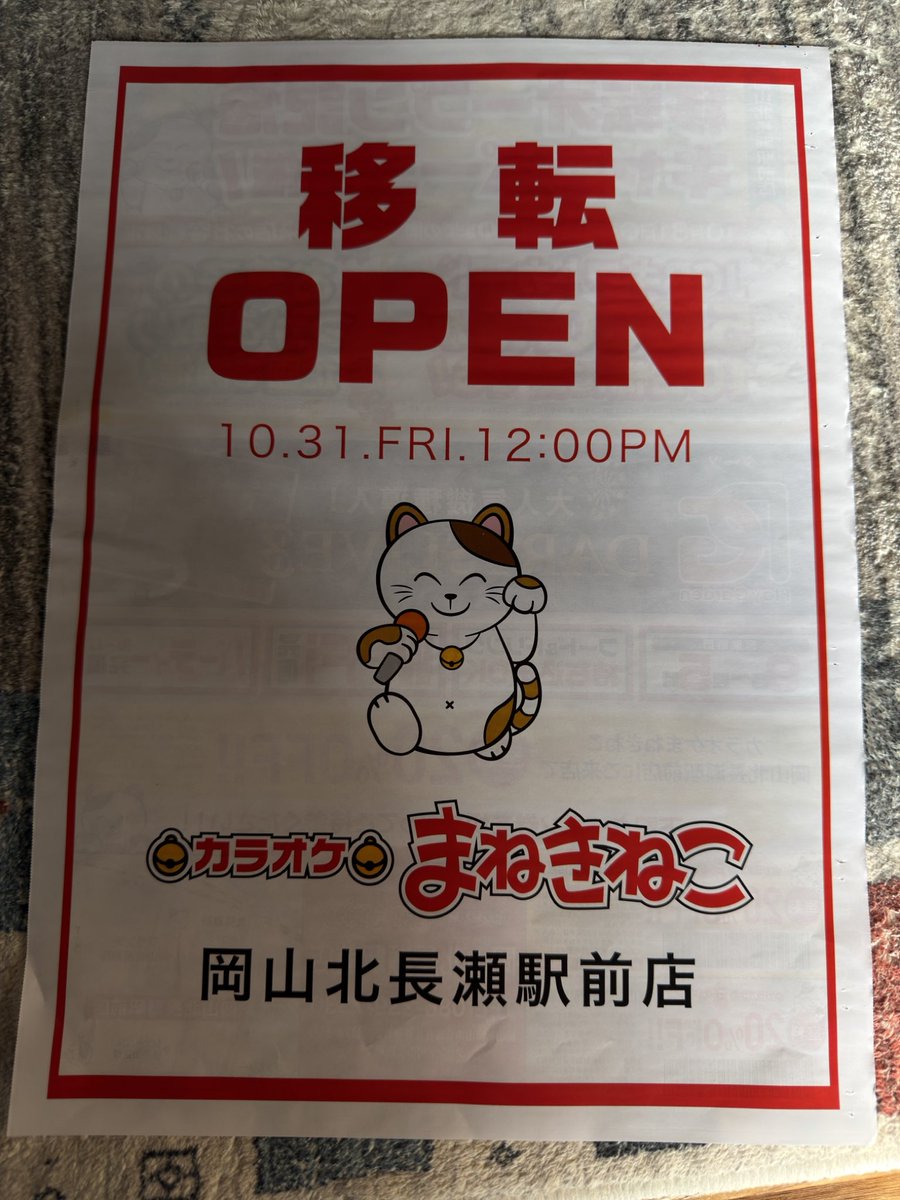 移転
OPEN
10.31.FRI.12:00PM
カラオケ まねきねこ
岡山北長瀬駅前店